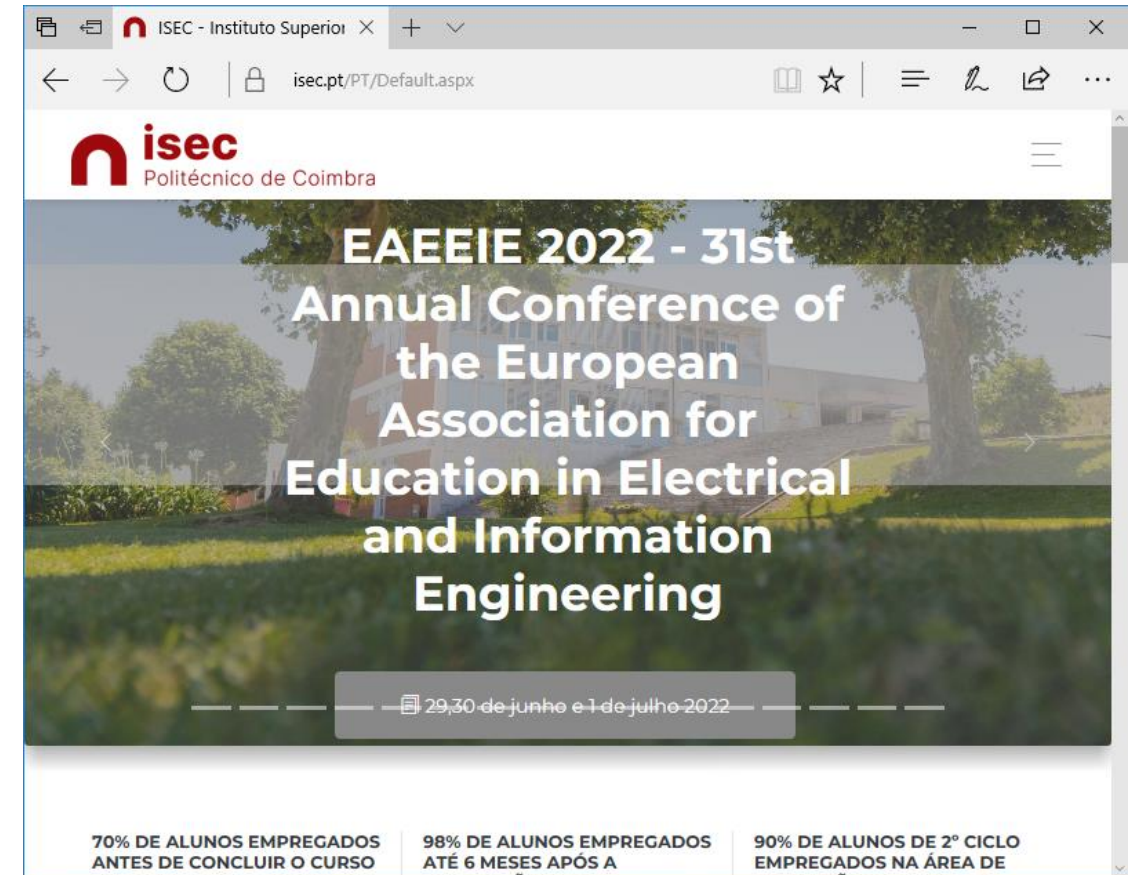 ISEC - Instituto Superior
isec.pt/PT/Default.aspx
isec
Politécnico de Coimbra
EAEEIE 2022 - 31st
Annual Conference of
the European
Association for
Education in Electrical
and Information
Engineering
29,30 de junho e 1 de julho 2022
70% DE ALUNOS EMPREGADOS
ANTES DE CONCLUIR O CURSO
98% DE ALUNOS EMPREGADOS
ATÉ 6 MESES APÓS A
90% DE ALUNOS DE 2º CICLO
EMPREGADOS NA ÁREA DE